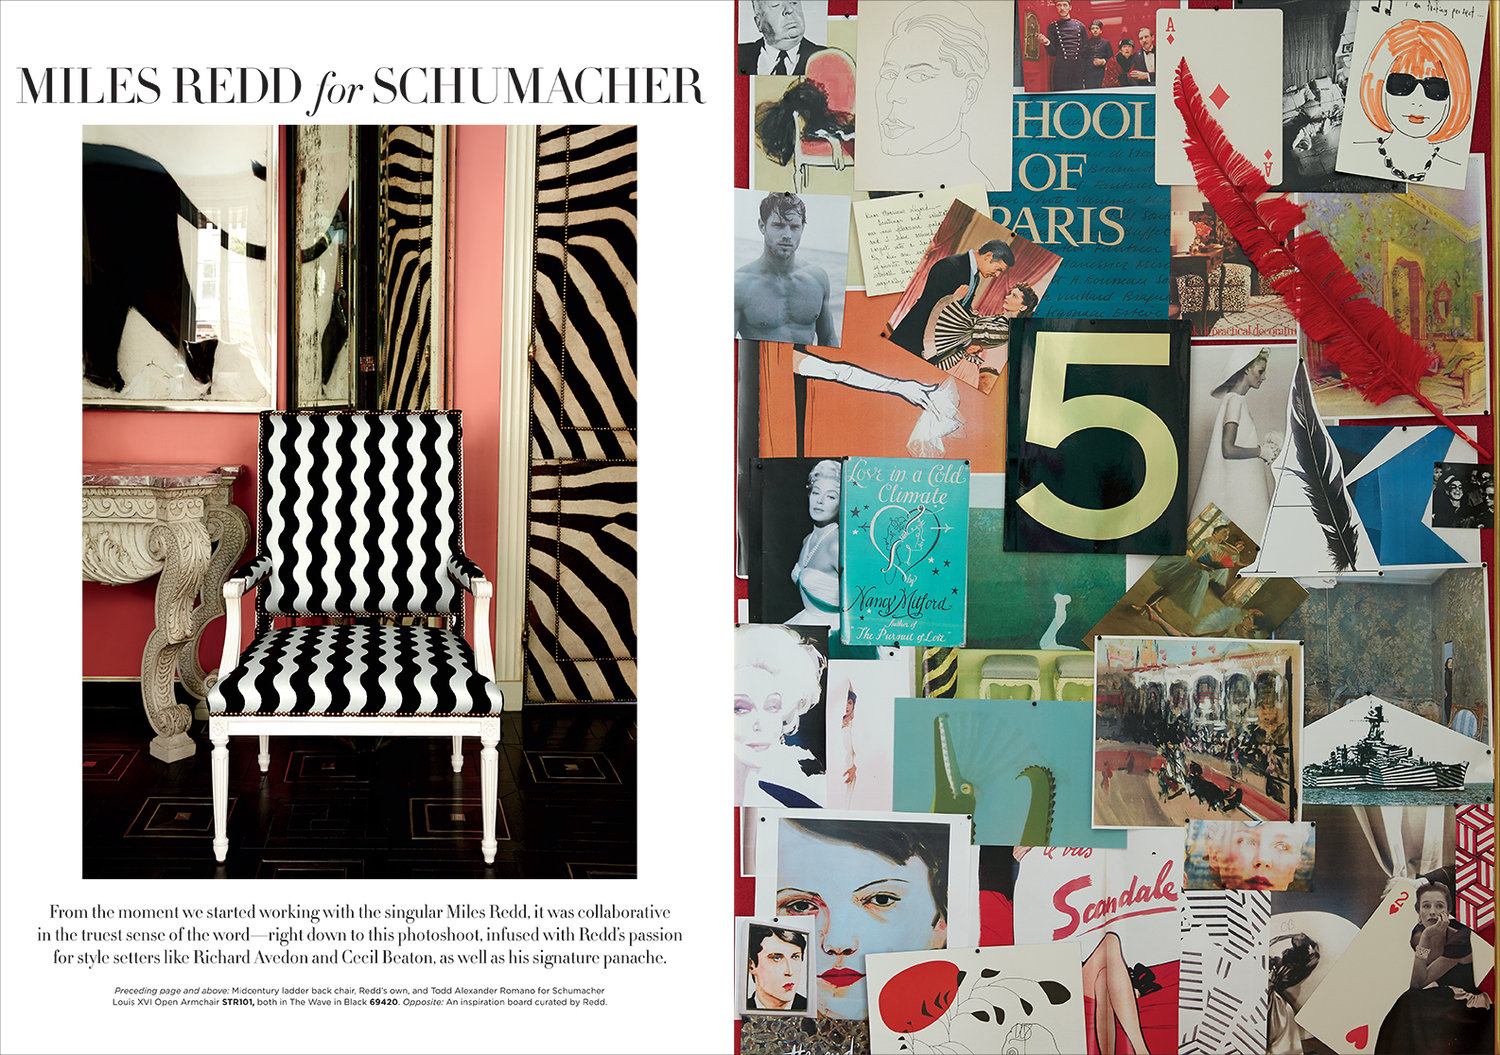 MILES REDD for SCHUMACHER
From the moment we started working with the singular Miles Redd, it was collaborative
in the truest sense of the word—right down to this photoshoot, infused with Redd's passion
for style setters like Richard Avedon and Cecil Beaton, as well as his signature panache.
Preceding page and above: Midcentury ladder back chair, Redd's own, and Todd Alexander Romano for Schumacher
Louis XVI Open Armchair STR101, both in The Wave in Black 69420. Opposite: An inspiration board curated by Redd.
A
A
HOOL
OF
PARIS
practical decorati
5
Love in a Cold
Climate
by
Nancy Mitford
Author of
"The Pursuit of Love"
Scandale
2